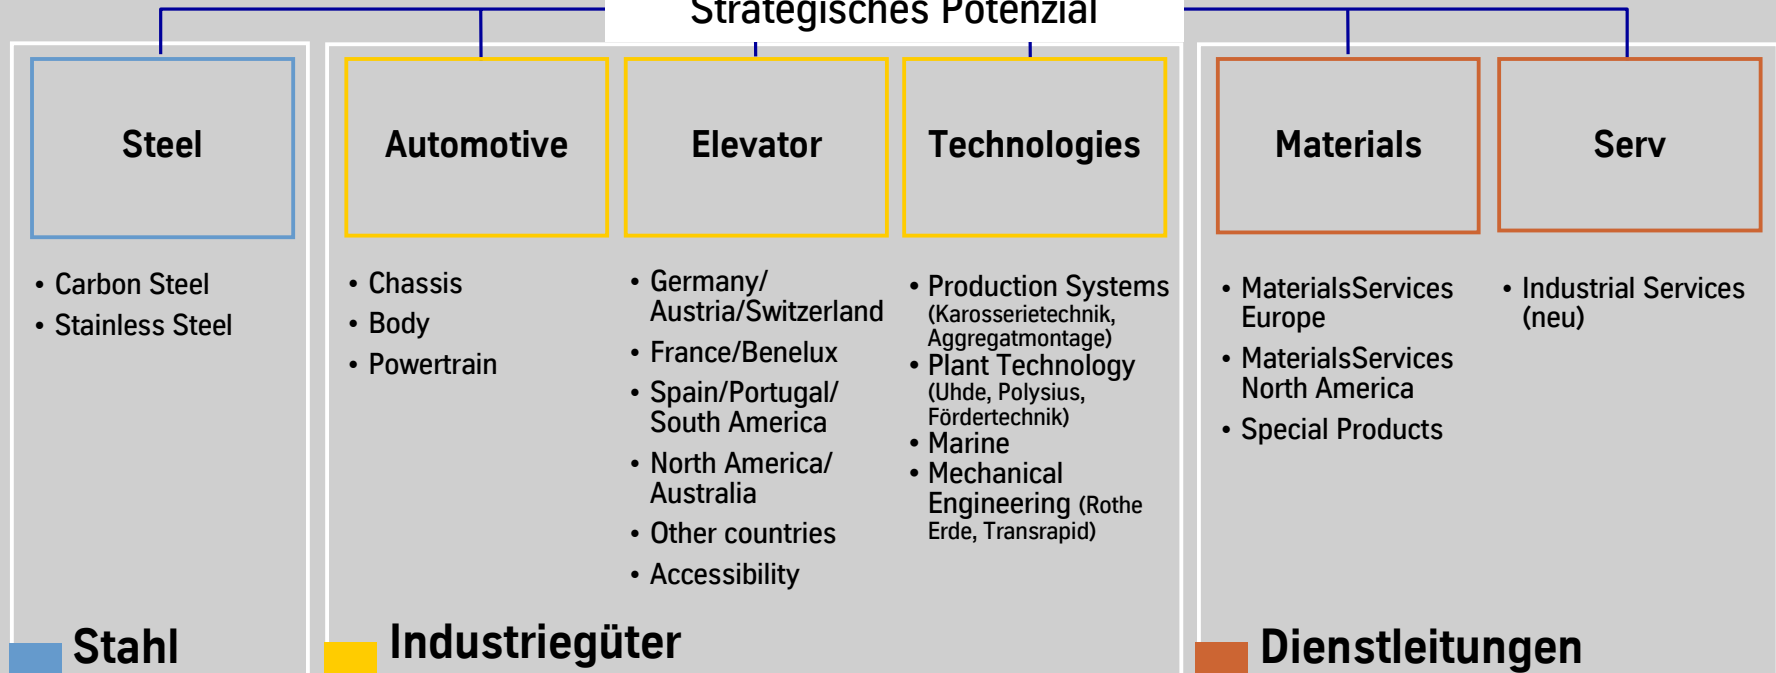 Strategisches Potenzial
Steel
Automotive
Elevator
Technologies
Materials
Serv
• Carbon Steel
• Stainless Steel
• Chassis
• Body
• Powertrain
• Germany/
Austria/Switzerland
• France/Benelux
• Spain/Portugal/
South America
• North America/
Australia
• Other countries
• Accessibility
• Production Systems
(Karosserietechnik,
Aggregatmontage)
• Plant Technology
(Uhde, Polysius,
Fördertechnik)
• Marine
• Mechanical
Engineering (Rothe
Erde, Transrapid)
• MaterialsServices
Europe
• MaterialsServices
North America
• Special Products
• Industrial Services
(neu)
Stahl
Industriegüter
Dienstleitungen